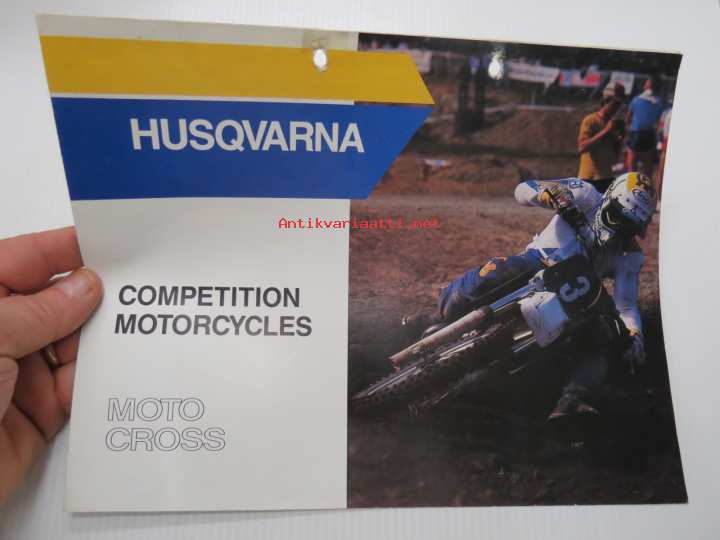 HUSQVARNA
Antikvariaatti.net
COMPETITION
MOTORCYCLES
MOTO
CROSS
3